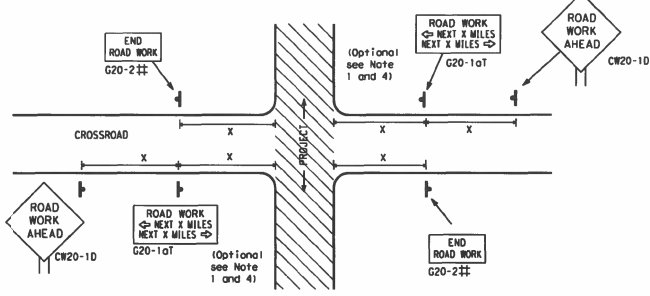 ROAD
WORK
AHEAD
CW20-1D
END
ROAD WORK
G20-2#
(Optional
see Note
1 and 4)
ROAD WORK
⇦ NEXT X MILES
NEXT X MILES ⇨
G20-1aT
X
X
X
CROSSROAD
PROJECT
X
X
X
ROAD
WORK
AHEAD
CW20-1D
ROAD WORK
⇦ NEXT X MILES
NEXT X MILES ⇨
G20-1aT
(Optional
see Note
1 and 4)
END
ROAD WORK
G20-2#